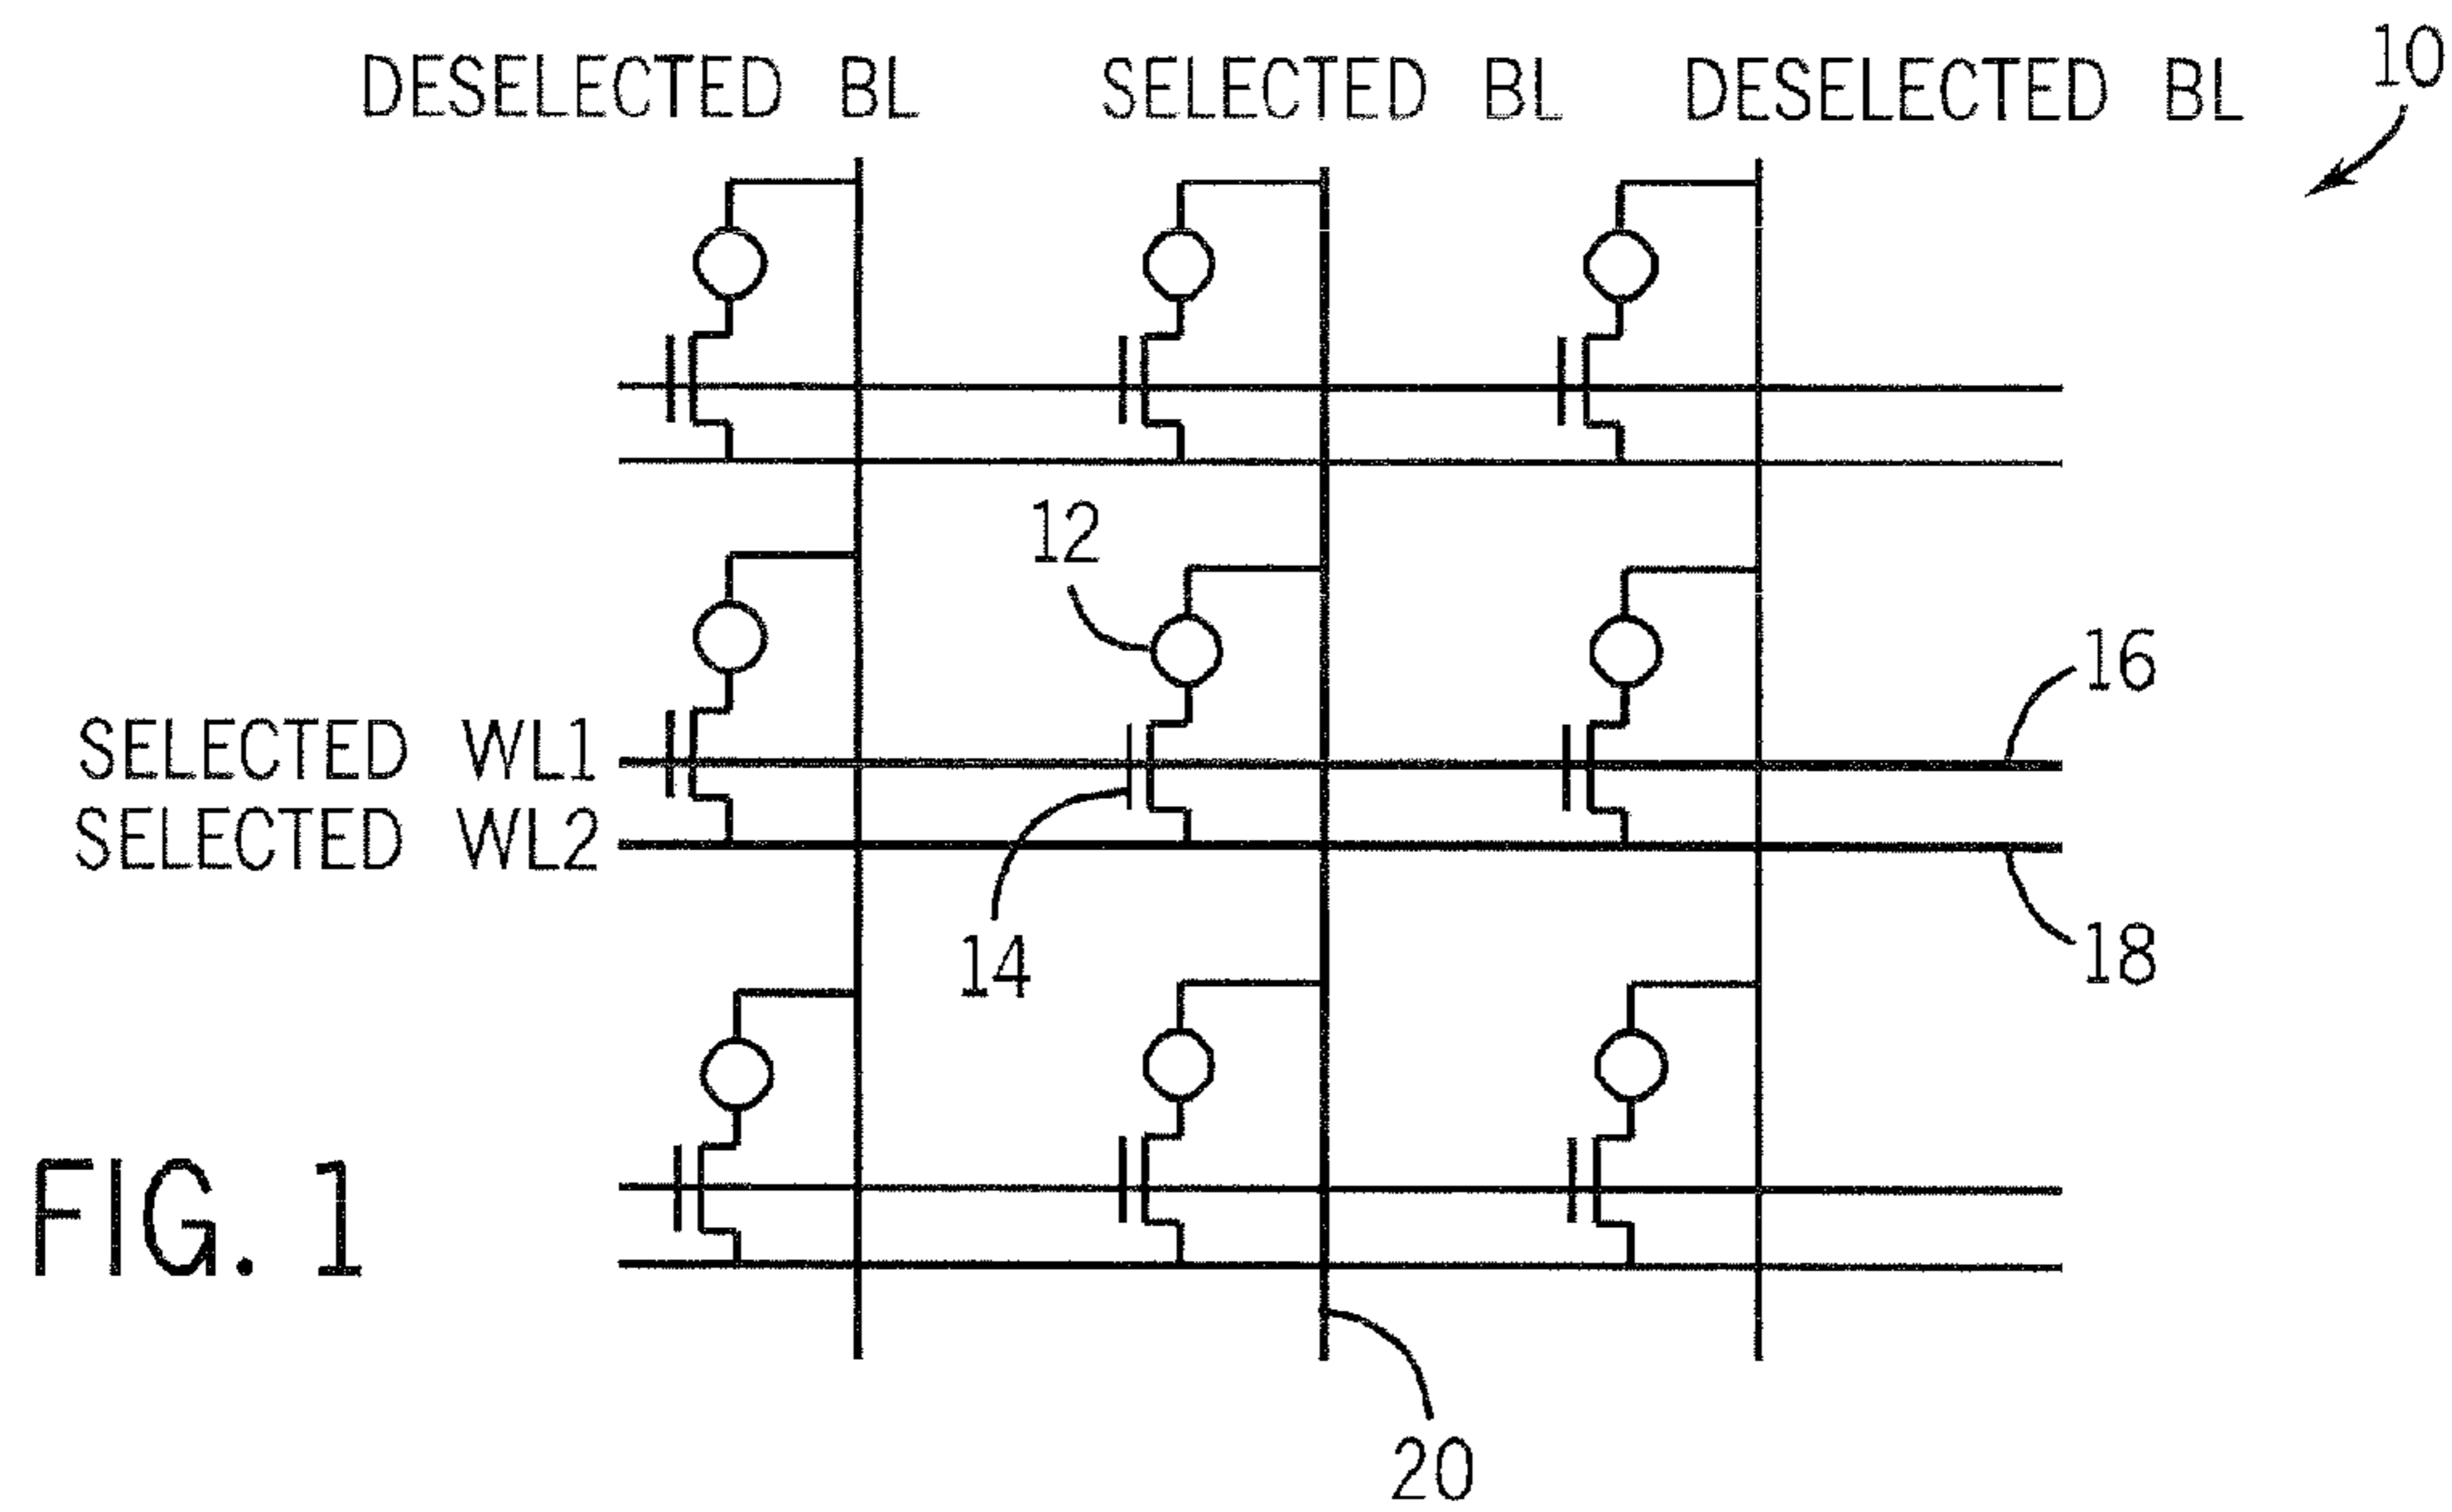 10
DESELECTED BL
SELECTED BL
DESELECTED BL
12
16
SELECTED WL1
SELECTED WL2
14
18
FIG. 1
20